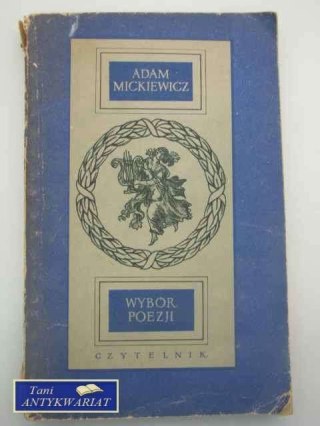 ADAM
MICKIEWICZ
WYBÓR
POEZJI
CZYTELNIK
Tani
ANTYKWARIAT